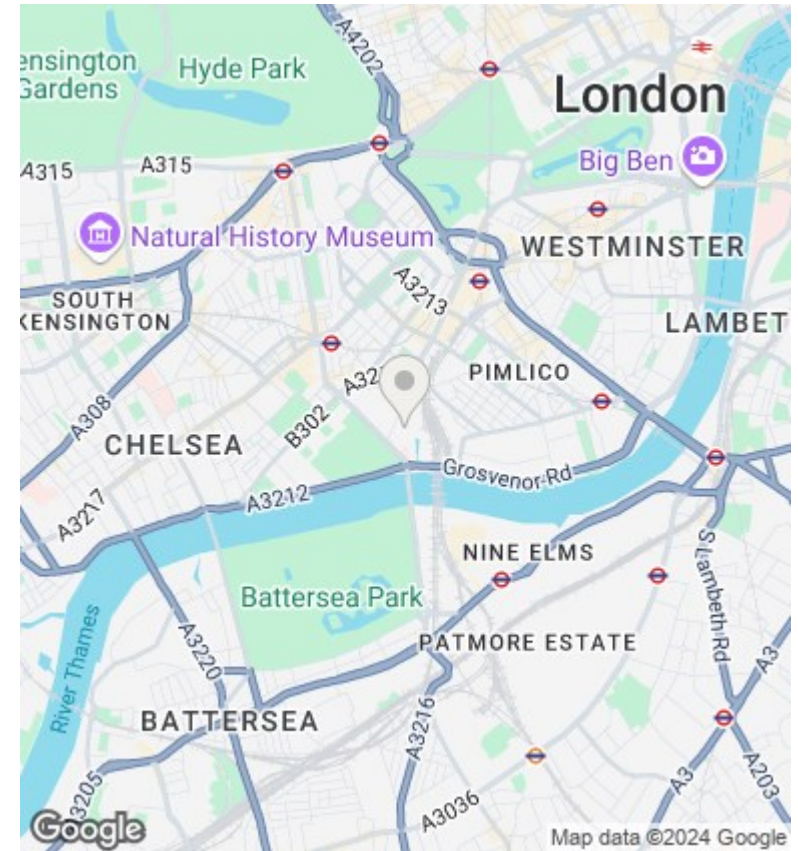 ensington
Gardens
Hyde Park
A4202
London
A315
A315
Big Ben
Natural History Museum
WESTMINSTER
A3213
SOUTH
KENSINGTON
LAMBET
PIMLICO
A308
B302
CHELSEA
Grosvenor Rd
A3212
A3217
NINE ELMS
S Lambeth Rd
Battersea Park
River Thames
A3220
PATMORE ESTATE
A3
BATTERSEA
A3216
A203
A3205
A3
A3036
Google
Map data ©2024 Google